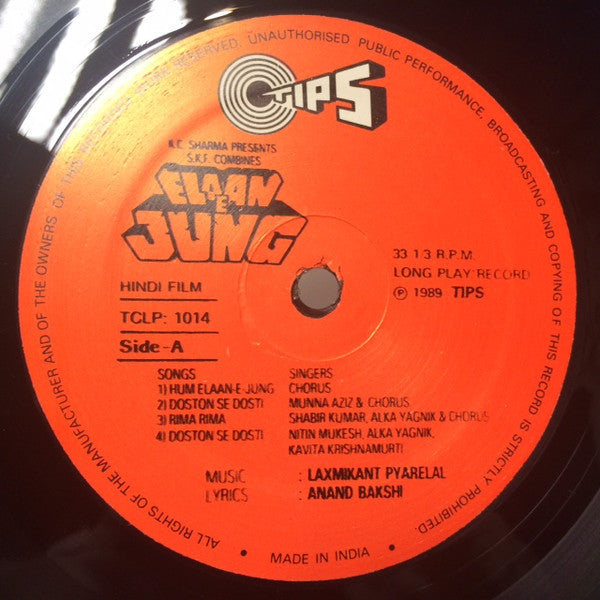 ALL RIGHTS OF THE MANUFACTURER AND OF THE OWNERS OF THE RECORDED WORK RESERVED. UNAUTHORISED PUBLIC PERFORMANCE, BROADCASTING AND COPYING OF THIS RECORD IS STRICTLY PROHIBITED.
TIPS
K.C. SHARMA PRESENTS
S.K.F. COMBINES
ELAAN
E
JUNG
HINDI FILM
TCLP: 1014
Side-A
33 1·3 R.P.M.
LONG PLAY RECORD
℗ 1989 TIPS
SONGS SINGERS
1) HUM ELAAN-E-JUNG CHORUS
2) DOSTON SE DOSTI MUNNA AZIZ & CHORUS
3) RIMA RIMA SHABIR KUMAR, ALKA YAGNIK & CHORUS
4) DOSTON SE DOSTI NITIN MUKESH, ALKA YAGNIK,
KAVITA KRISHNAMURTI
MUSIC : LAXMIKANT PYARELAL
LYRICS : ANAND BAKSHI
• MADE IN INDIA •